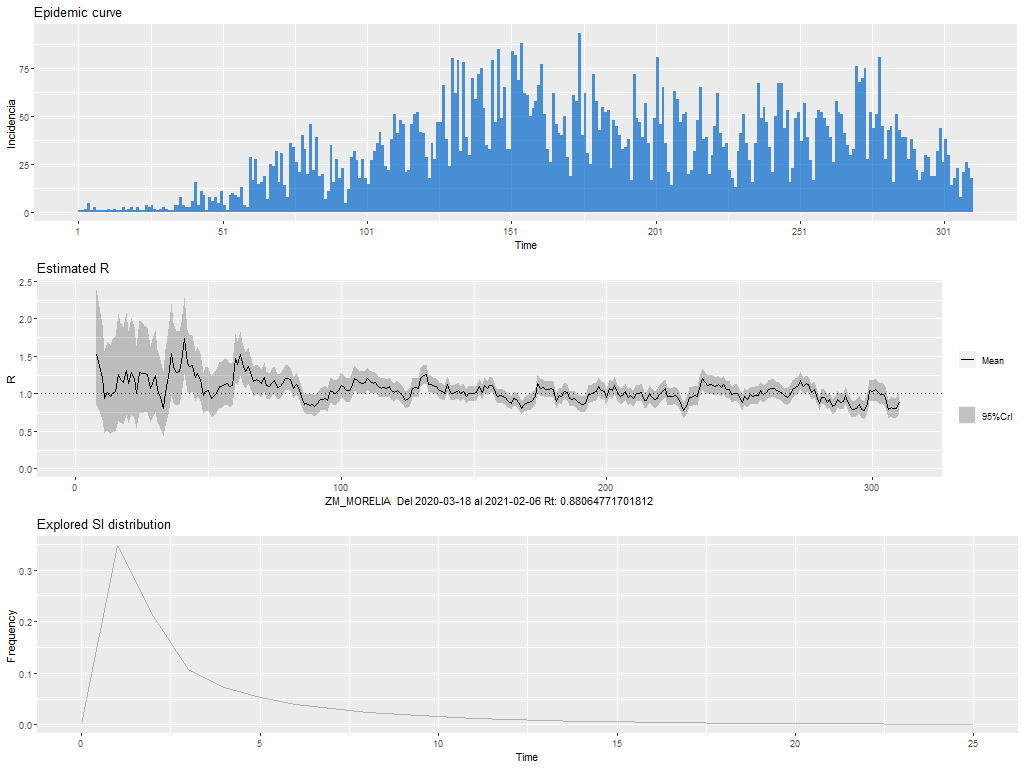 Epidemic curve
Incidencia
75
50
25
0
1
51
101
151
201
251
301
Time
Estimated R
R
2.5
2.0
1.5
1.0
0.5
0.0
0
100
200
300
ZM_MORELIA Del 2020-03-18 al 2021-02-06 Rt: 0.88064771701812
Mean
95%CrI
Explored SI distribution
Frequency
0.3
0.2
0.1
0.0
0
5
10
15
20
25
Time